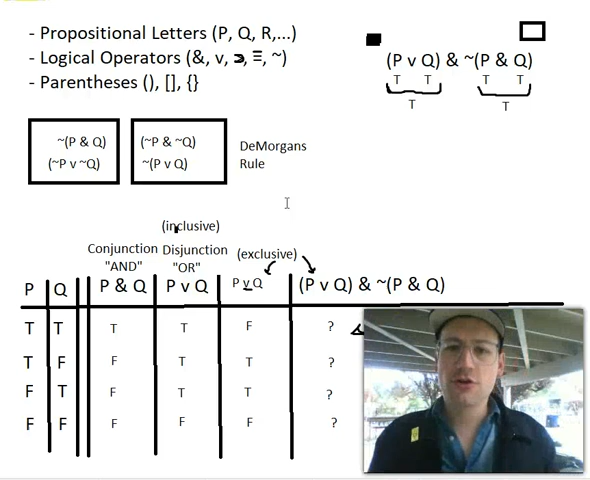 - Propositional Letters (P, Q, R,...)
- Logical Operators (&, v, ⊃, ≡, ~)
- Parentheses (), [], {}
(P v Q) & ~(P & Q)
T T T T
T T
~(P & Q)
(~P v ~Q)
(~P & ~Q)
~(P v Q)
DeMorgans
Rule
(inclusive)
Conjunction Disjunction (exclusive)
"AND" "OR"
P Q P & Q P v Q P v Q (P v Q) & ~(P & Q)
T T T T F ?
T F F T T ?
F T F T T ?
F F F F F ?